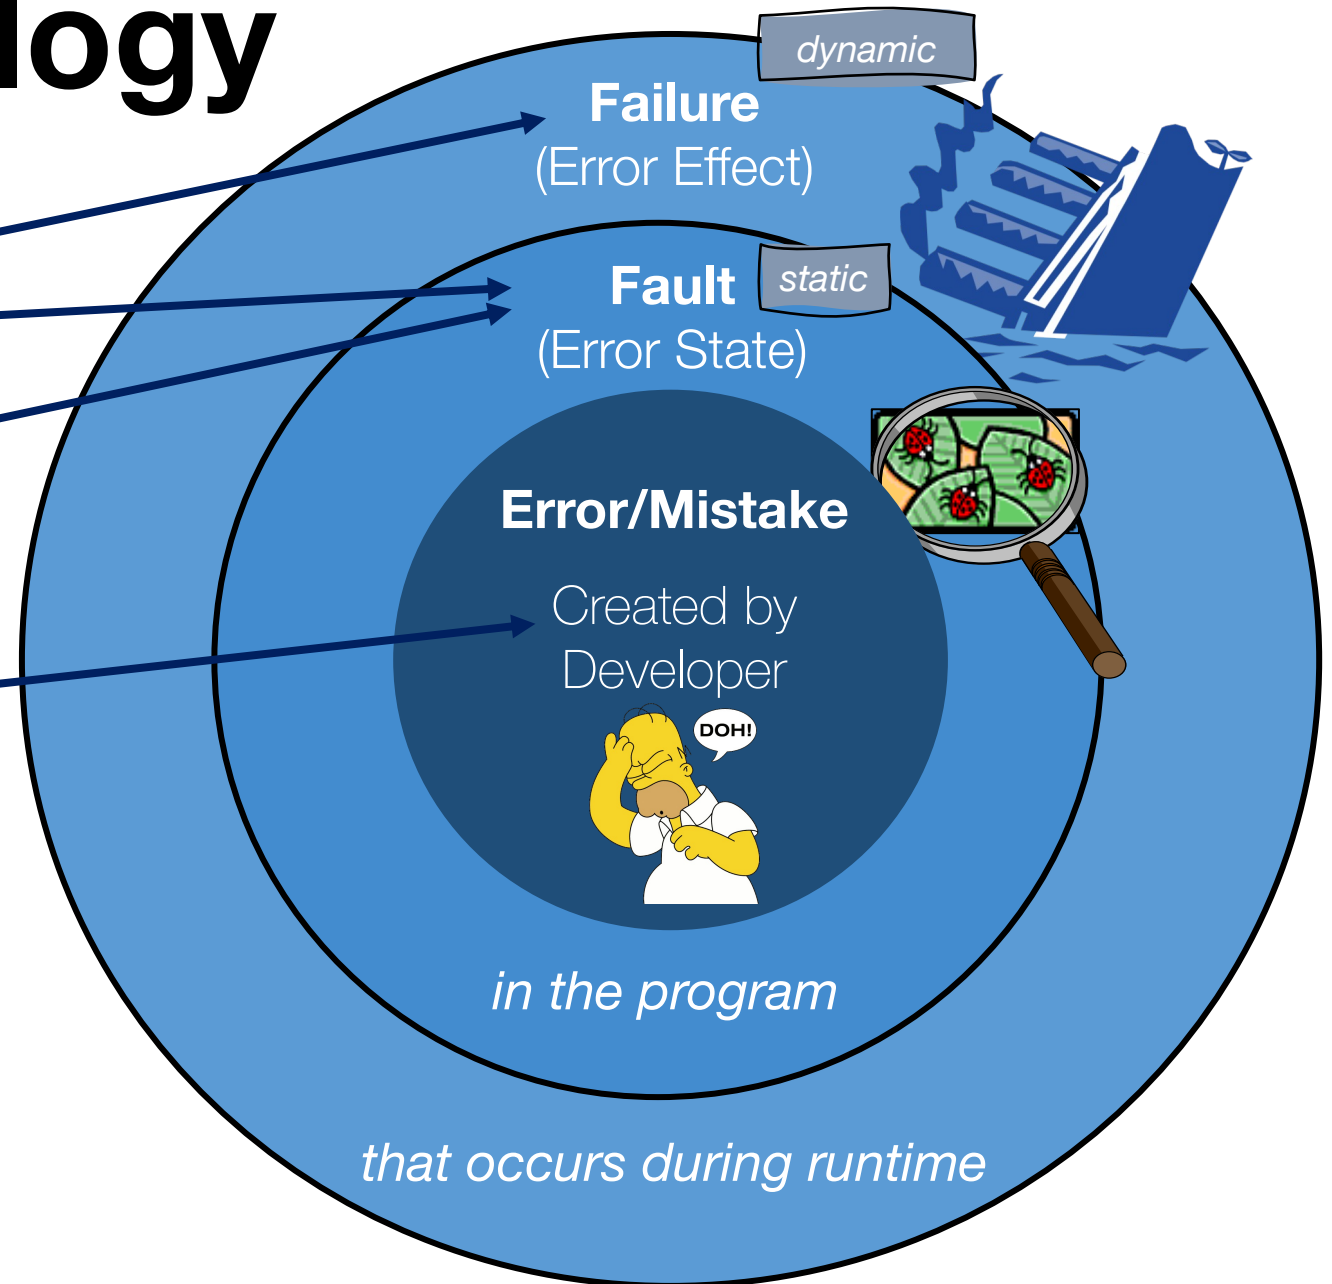 logy
dynamic
Failure
(Error Effect)
Fault
static
(Error State)
Error/Mistake
Created by
Developer
DOH!
in the program
that occurs during runtime